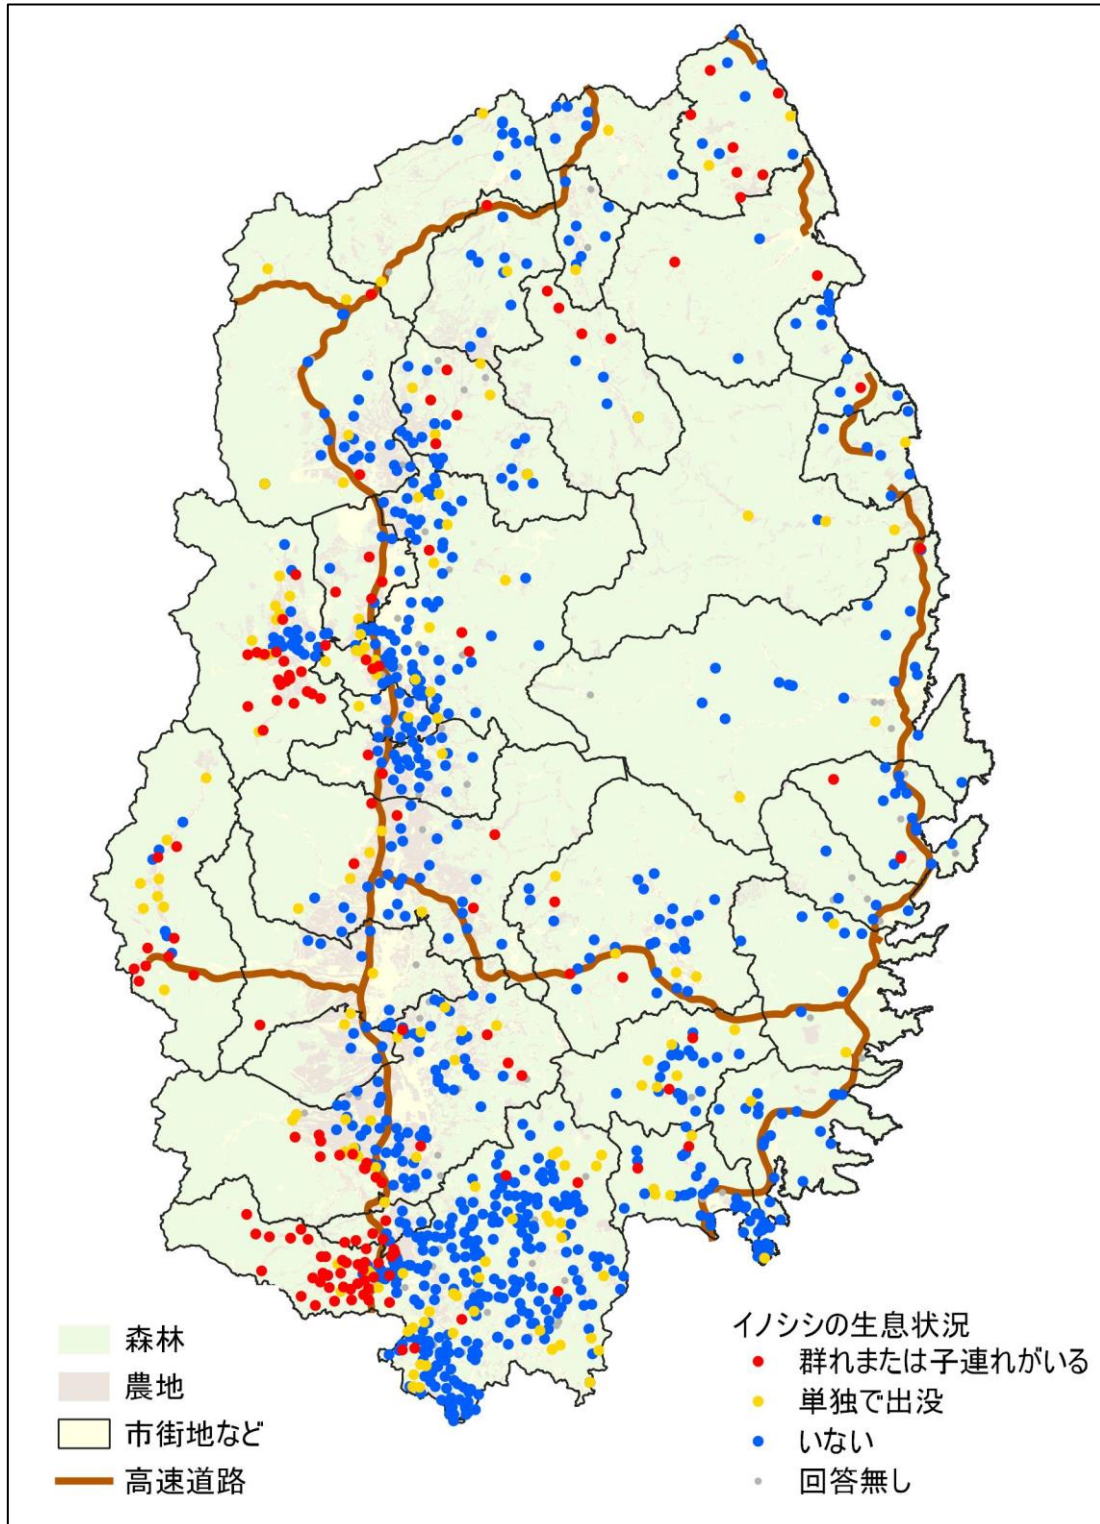 森林
農地
市街地など
高速道路
イノシシの生息状況
群れまたは子連れがいる
単独で出没
いない
回答無し